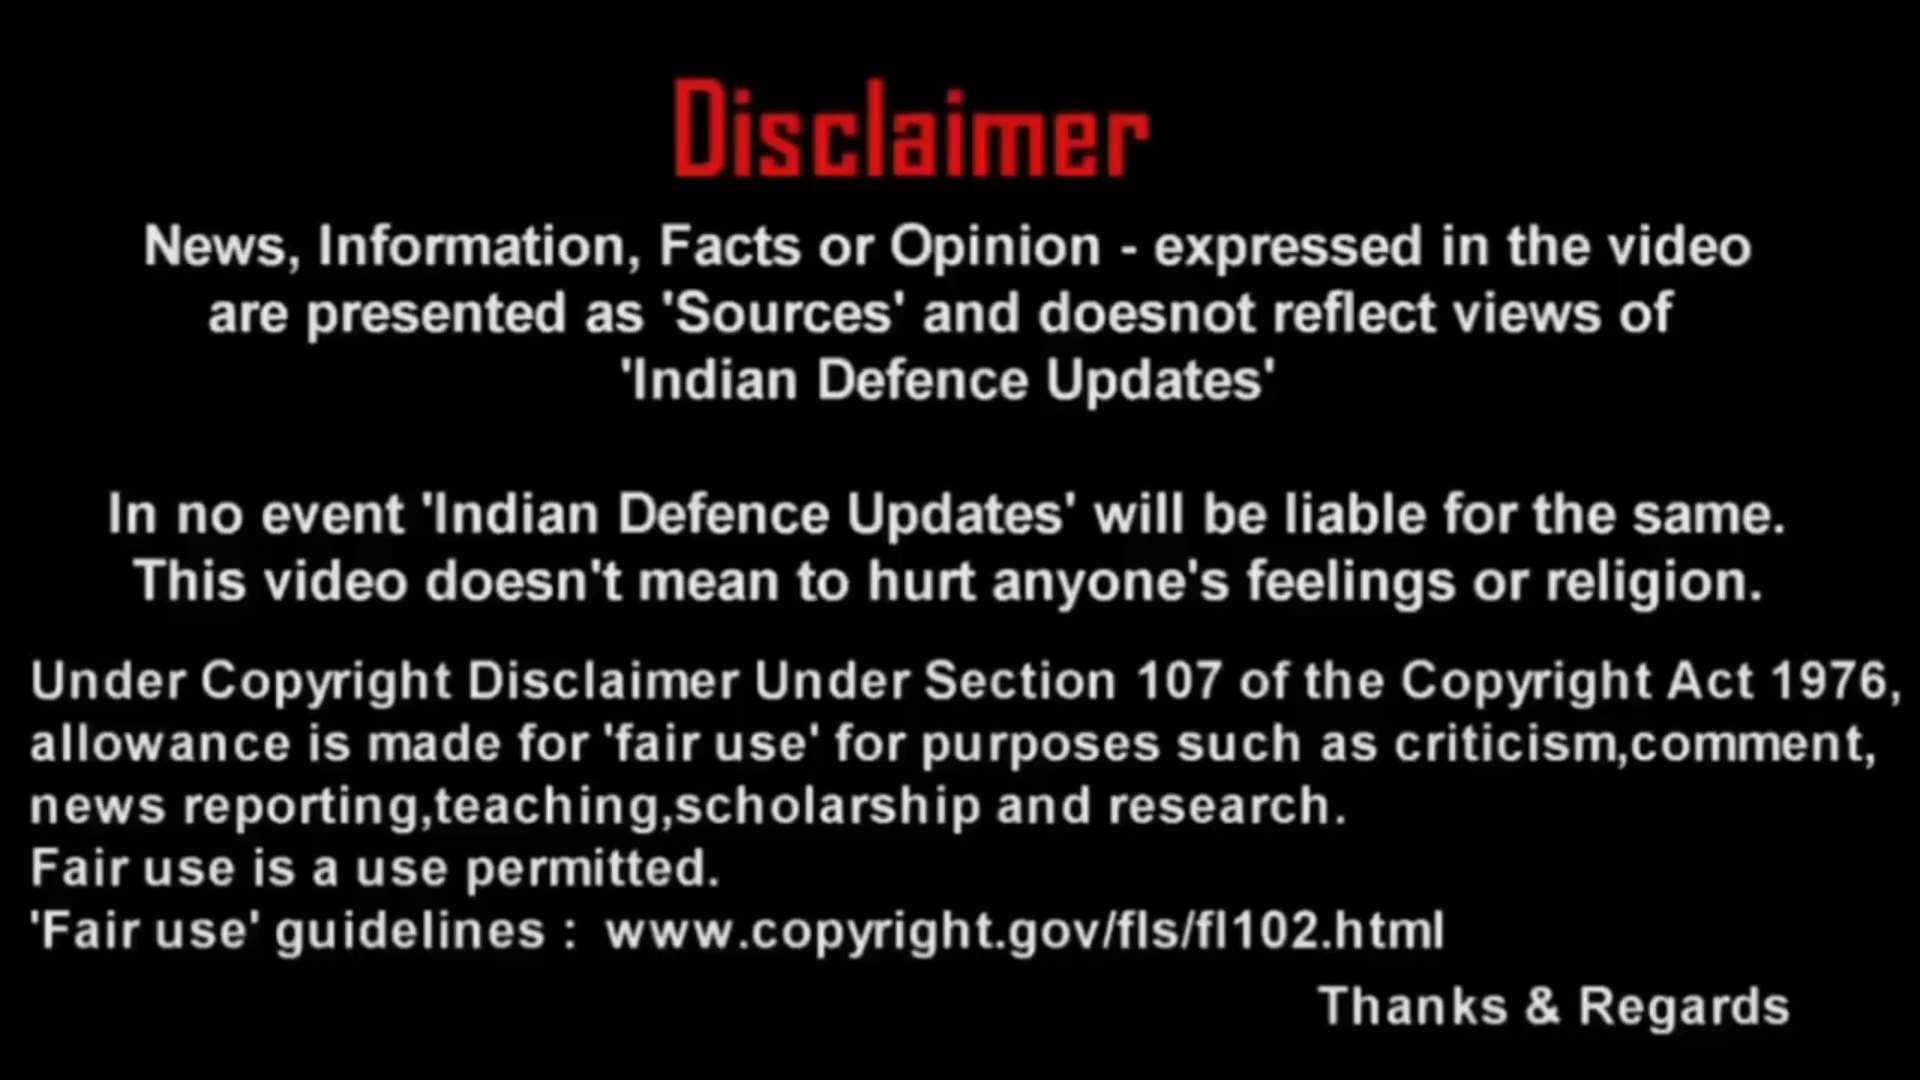 Disclaimer
News, Information, Facts or Opinion - expressed in the video
are presented as 'Sources' and doesnot reflect views of
'Indian Defence Updates'
In no event 'Indian Defence Updates' will be liable for the same.
This video doesn't mean to hurt anyone's feelings or religion.
Under Copyright Disclaimer Under Section 107 of the Copyright Act 1976,
allowance is made for 'fair use' for purposes such as criticism,comment,
news reporting,teaching,scholarship and research.
Fair use is a use permitted.
'Fair use' guidelines : www.copyright.gov/fls/fl102.html
Thanks & Regards